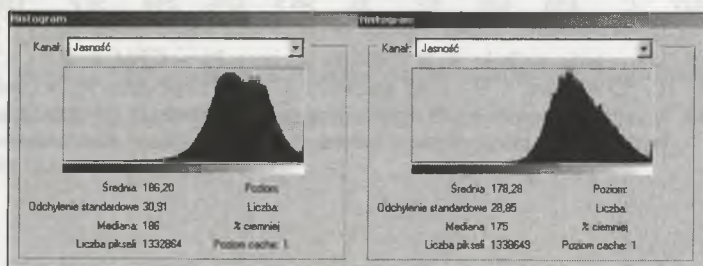 Histogram
Kanał: Jasność
Średnia: 186,20 Poziom:
Odchylenie standardowe: 30,91 Liczba:
Mediana: 186 % ciemniej
Liczba pikseli: 1332864 Poziom cache: 1
Histogram
Kanał: Jasność
Średnia: 178,28 Poziom:
Odchylenie standardowe: 28,85 Liczba:
Mediana: 175 % ciemniej
Liczba pikseli: 1338649 Poziom cache: 1